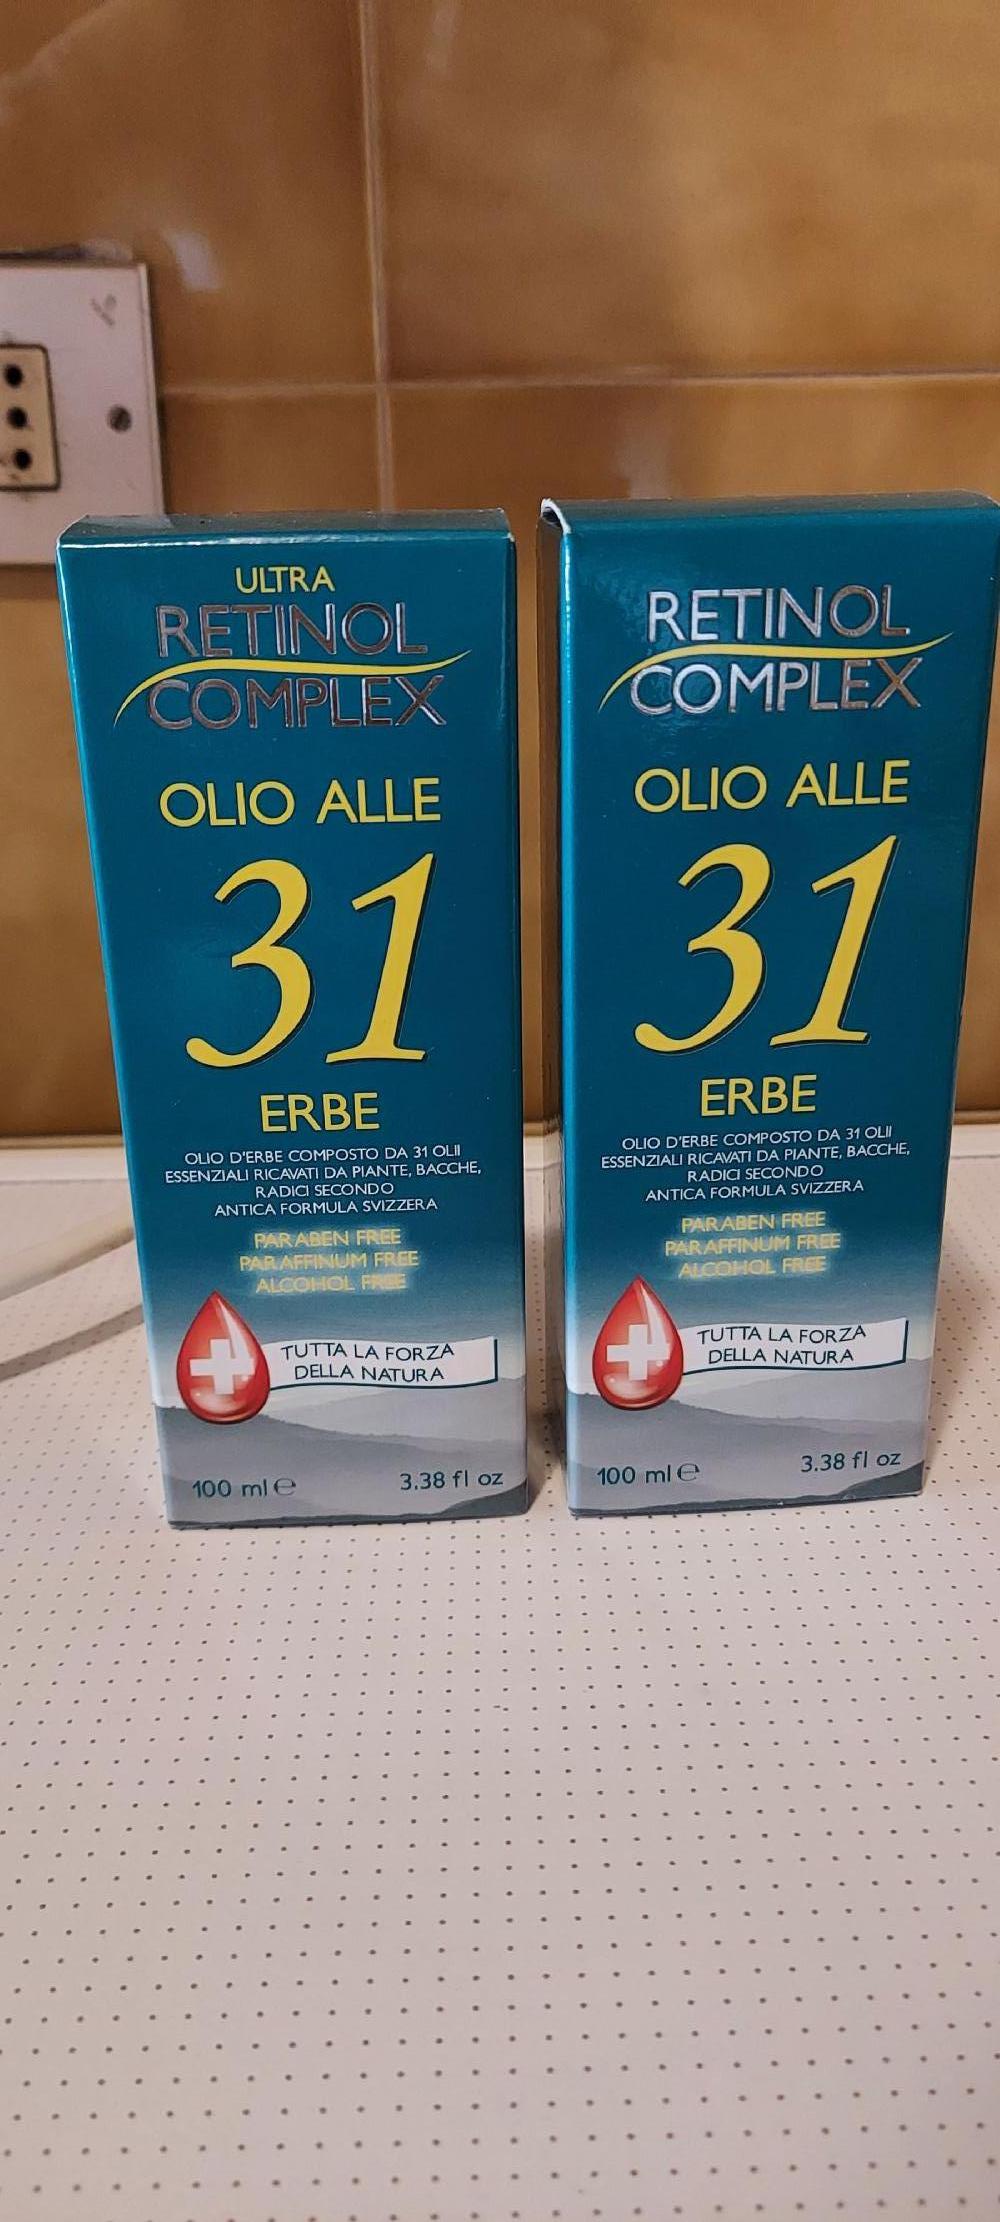 ULTRA
RETINOL
COMPLEX
OLIO ALLE
31
ERBE
OLIO D'ERBE COMPOSTO DA 31 OLII
ESSENZIALI RICAVATI DA PIANTE, BACCHE,
RADICI SECONDO
ANTICA FORMULA SVIZZERA
PARABEN FREE
PARAFFINUM FREE
ALCOHOL FREE
TUTTA LA FORZA
DELLA NATURA
100 ml ℮ 3.38 fl oz
RETINOL
COMPLEX
OLIO ALLE
31
ERBE
OLIO D'ERBE COMPOSTO DA 31 OLII
ESSENZIALI RICAVATI DA PIANTE, BACCHE,
RADICI SECONDO
ANTICA FORMULA SVIZZERA
PARABEN FREE
PARAFFINUM FREE
ALCOHOL FREE
TUTTA LA FORZA
DELLA NATURA
100 ml ℮ 3.38 fl oz